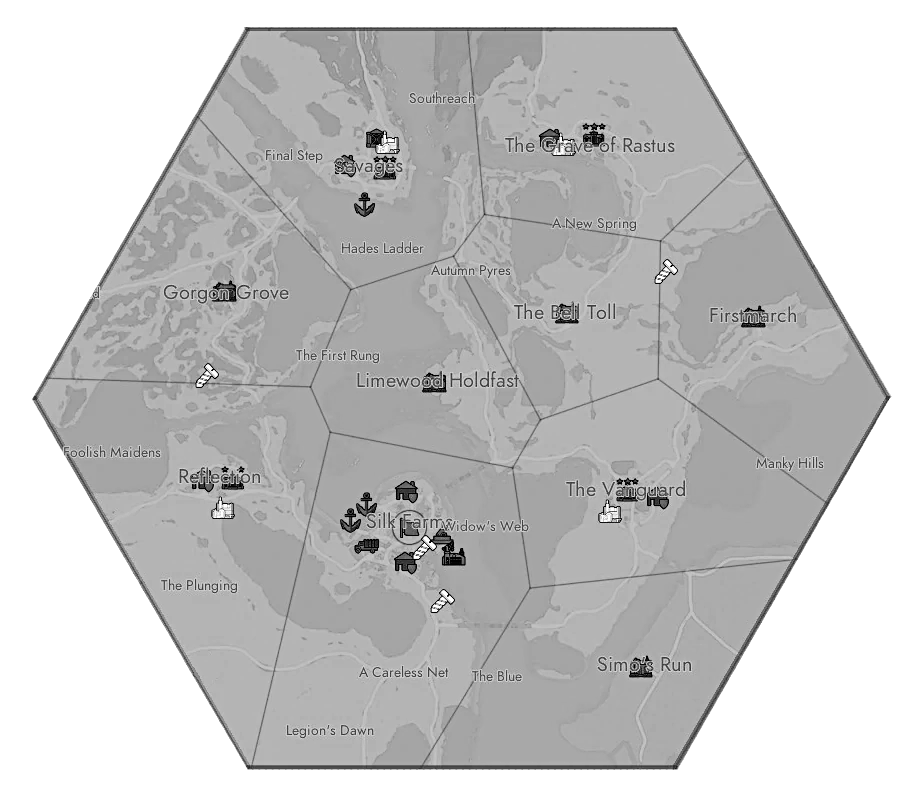 Southreach
The Grave of Rastus
Final Step
Savages
A New Spring
Hades Ladder
Autumn Pyres
d
Gorgon Grove
The Bell Toll
Firstmarch
The First Rung
Limewood Holdfast
Foolish Maidens
Manky Hills
Reflection
The Vanguard
Silk Farms
Widow's Web
The Plunging
Simo's Run
A Careless Net
The Blue
Legion's Dawn